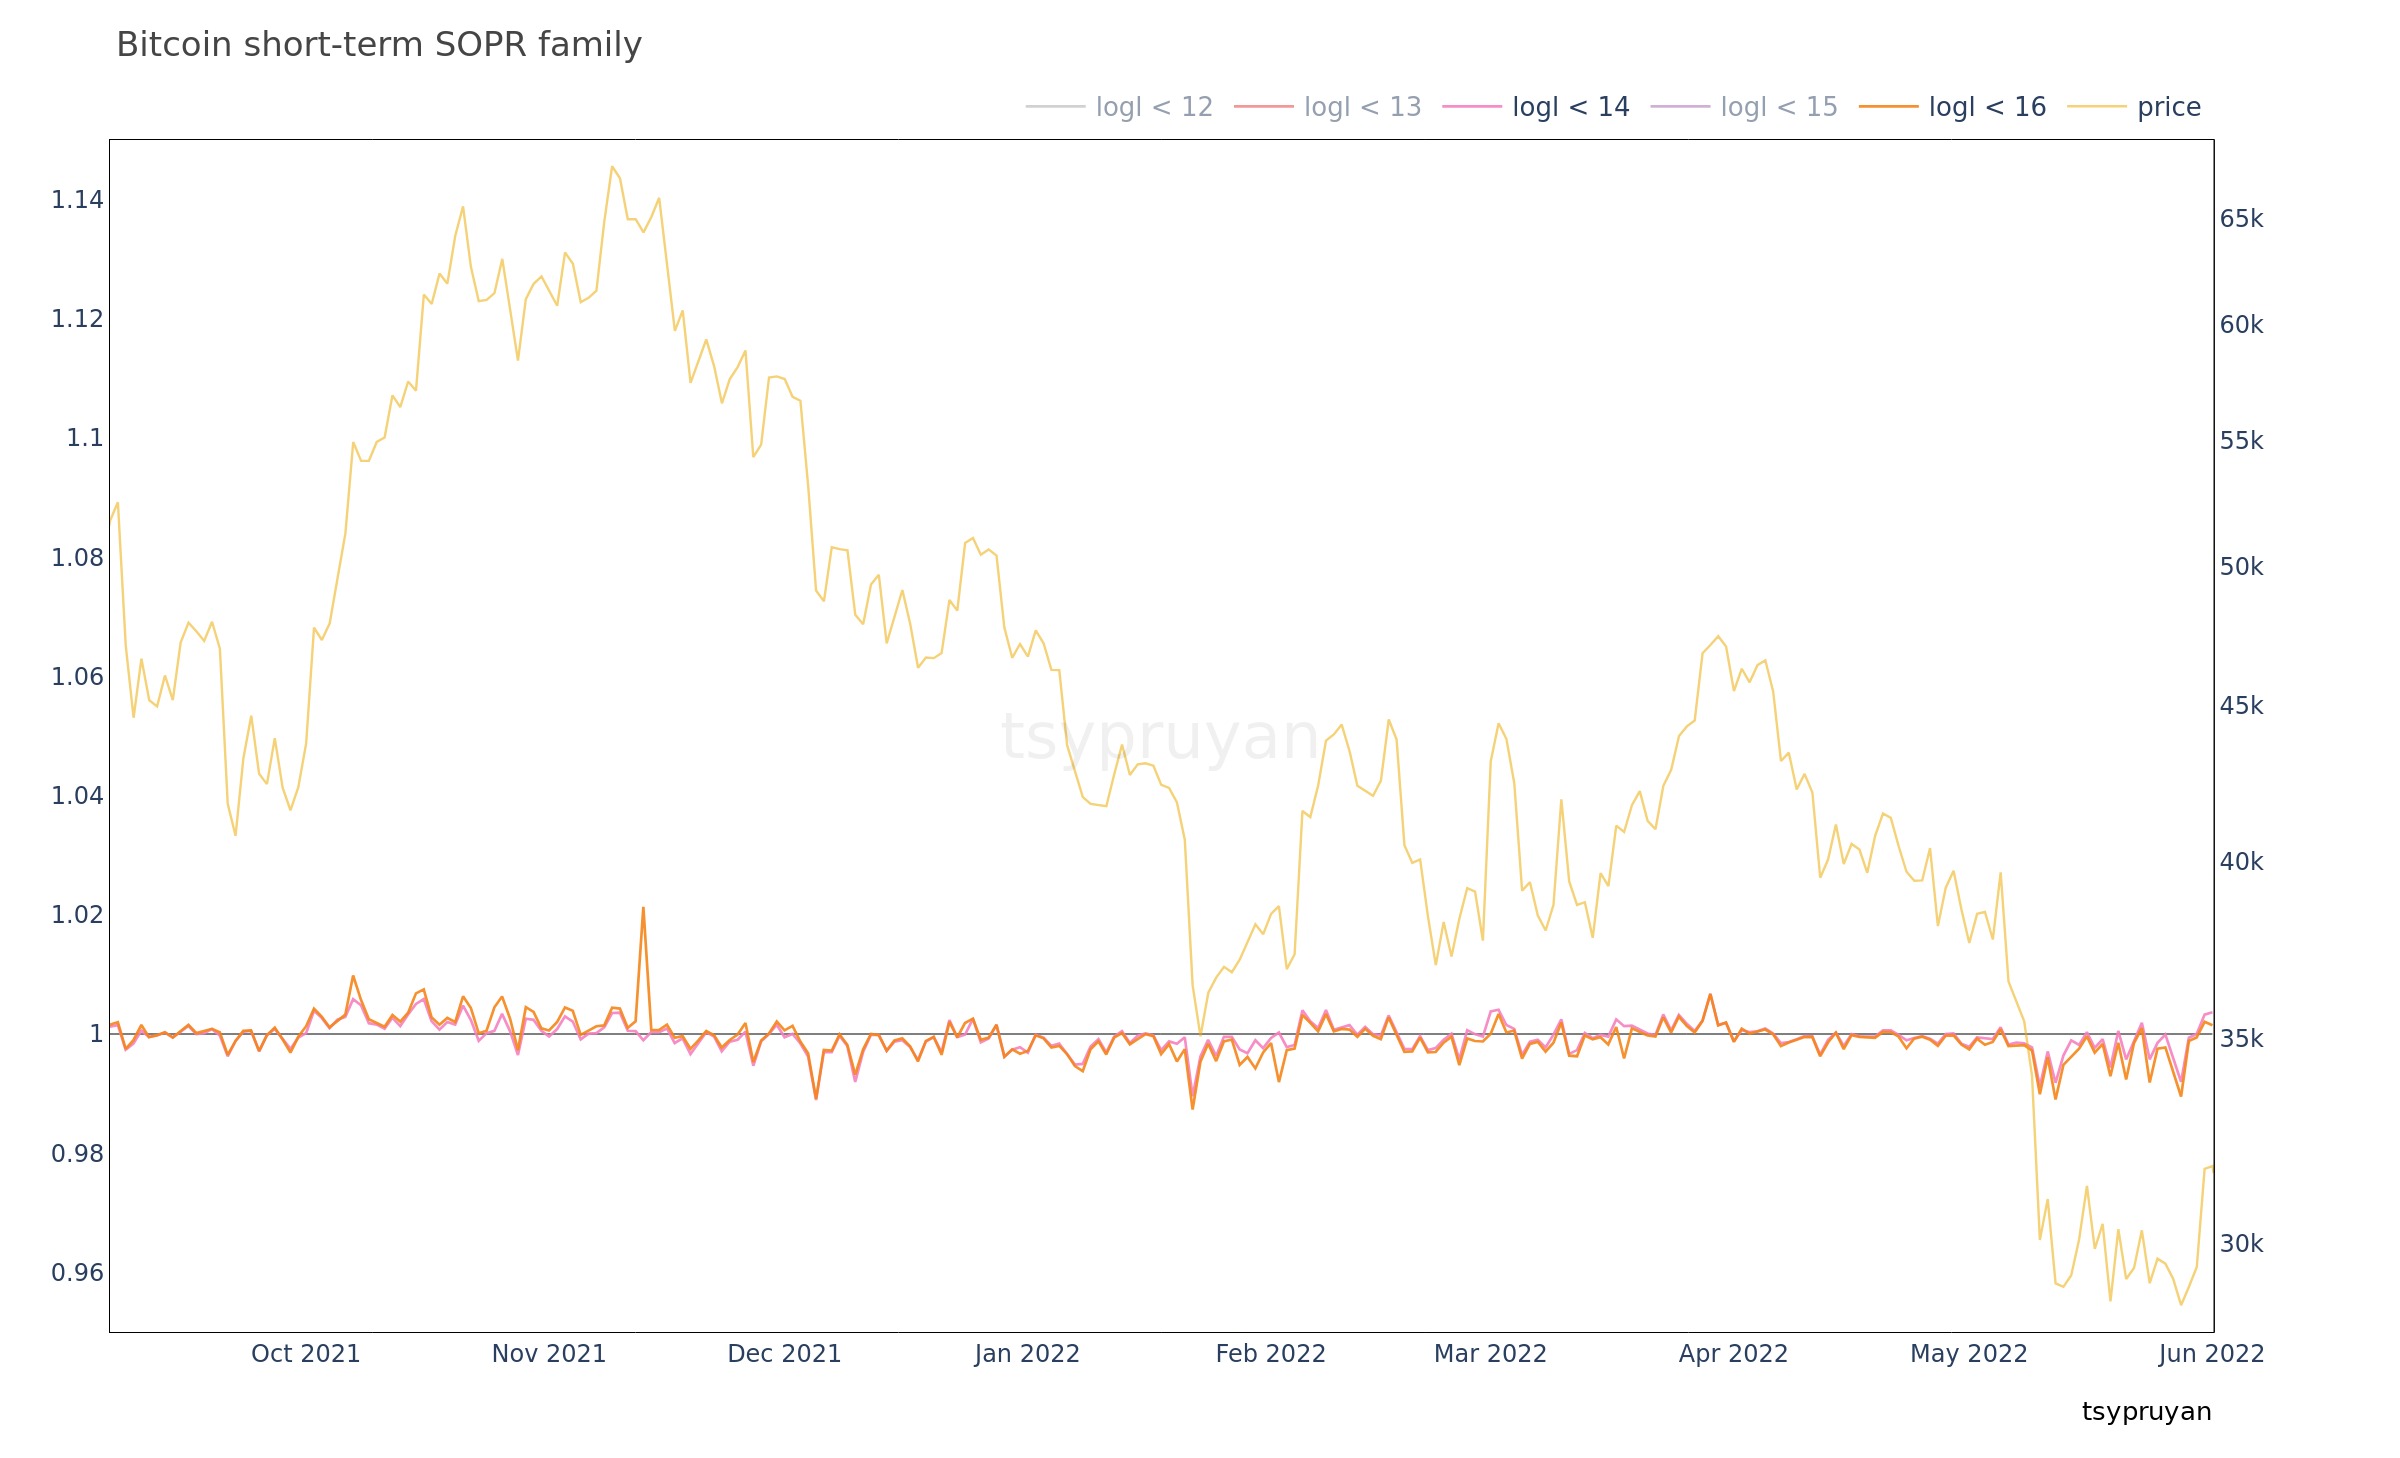 Bitcoin short-term SOPR family
logl < 12 logl < 13 logl < 14 logl < 15 logl < 16 price
1.14
1.12
1.1
1.08
1.06
1.04
1.02
1
0.98
0.96
65k
60k
55k
50k
45k
40k
35k
30k
tsypruyan
Oct 2021 Nov 2021 Dec 2021 Jan 2022 Feb 2022 Mar 2022 Apr 2022 May 2022 Jun 2022
tsypruyan